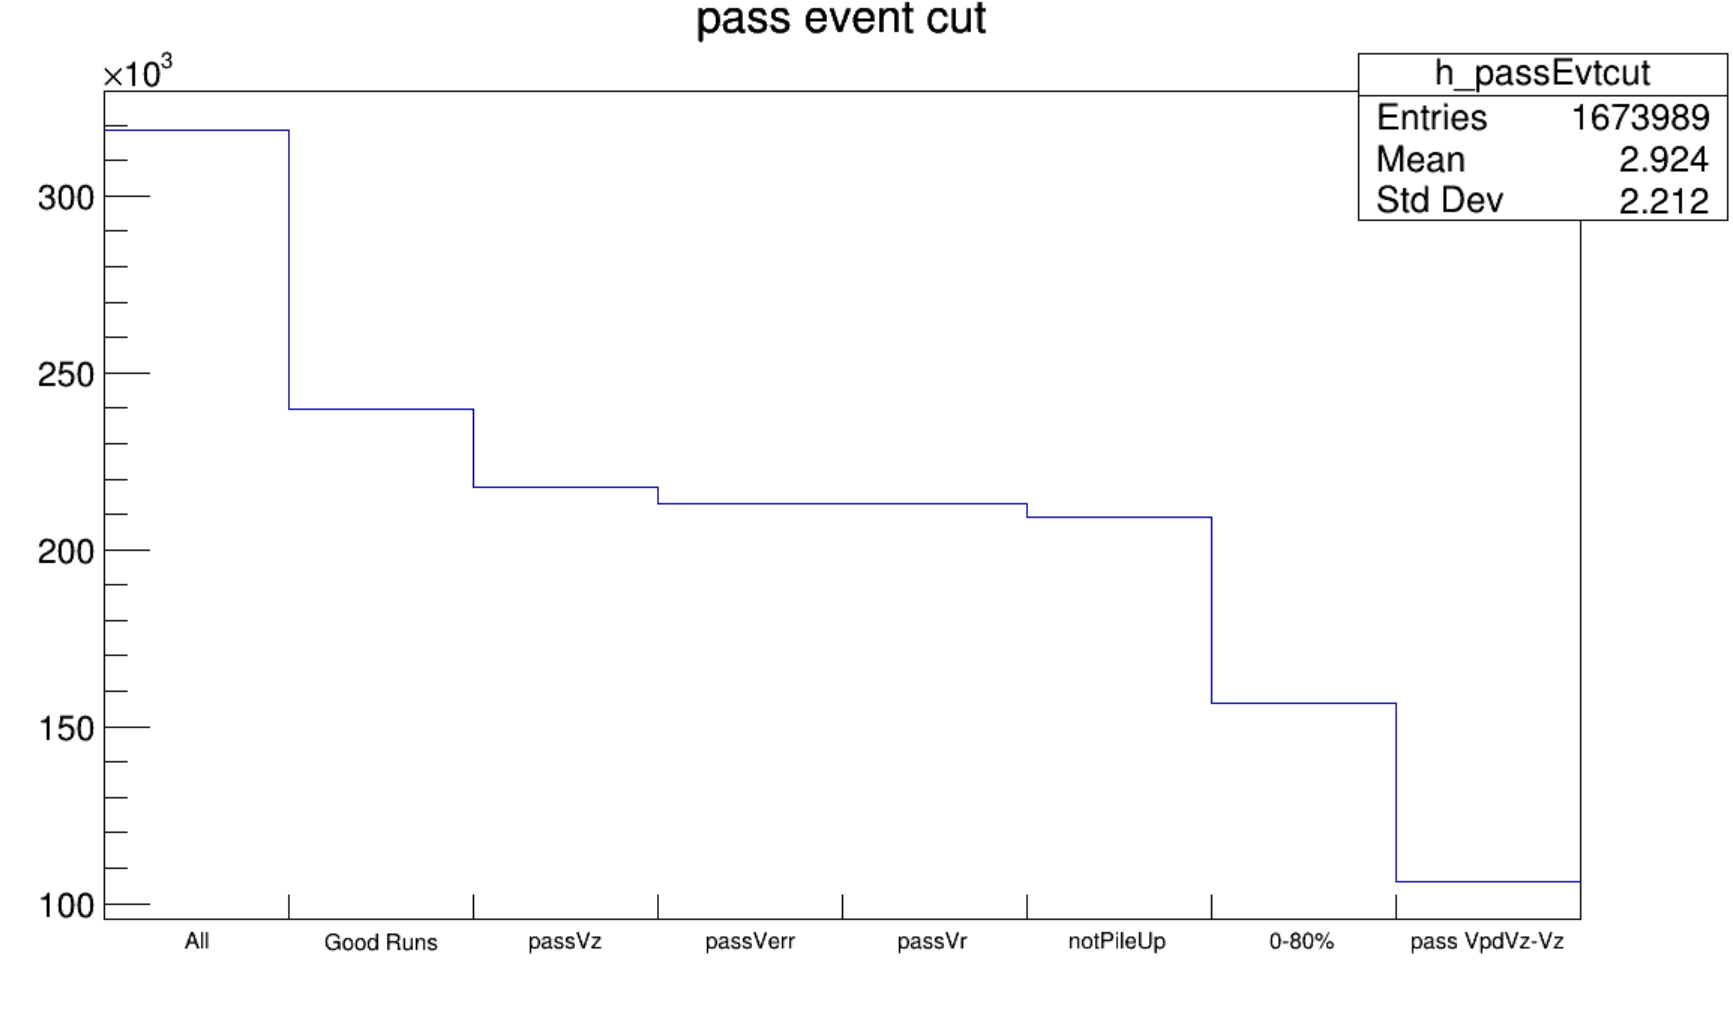 pass event cut
×10³
h_passEvtcut
Entries 1673989
Mean 2.924
Std Dev 2.212
300
250
200
150
100
All Good Runs passVz passVerr passVr notPileUp 0-80% pass VpdVz-Vz